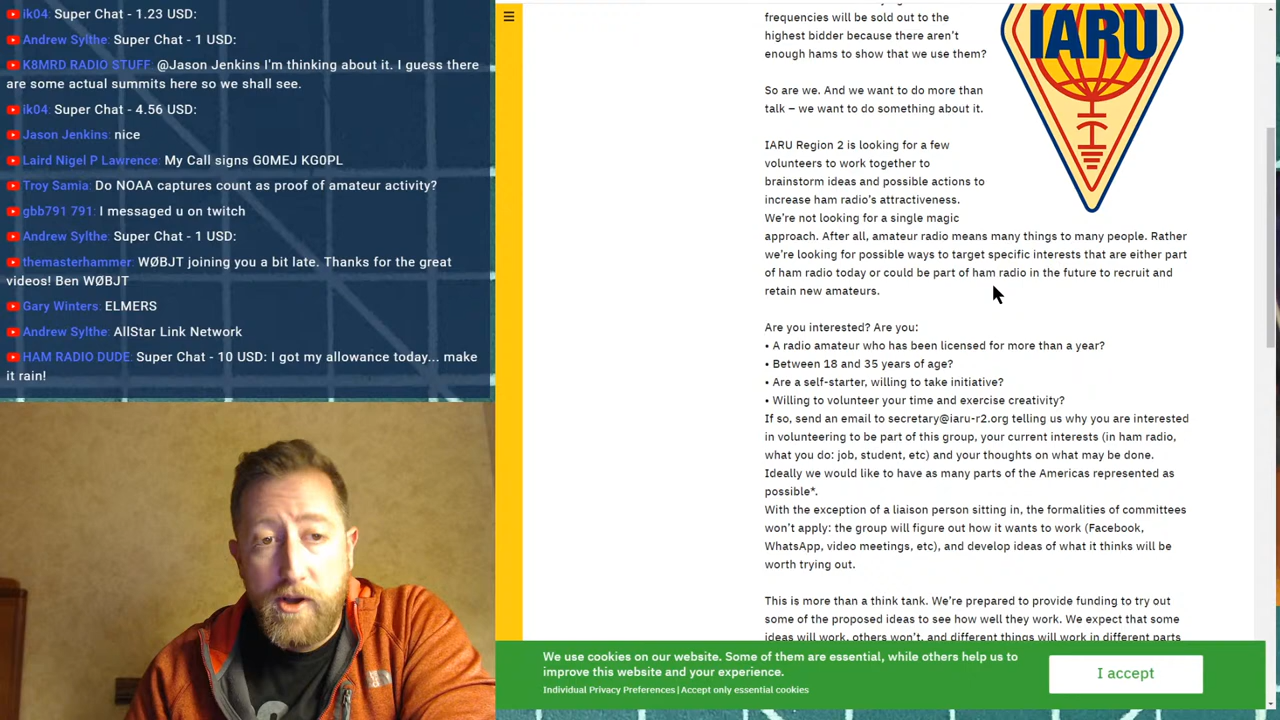 ik04: Super Chat - 1.23 USD:
Andrew Sylthe: Super Chat - 1 USD:
K8MRD RADIO STUFF: @Jason Jenkins I'm thinking about it. I guess there
are some actual summits here so we shall see.
ik04: Super Chat - 4.56 USD:
Jason Jenkins: nice
Laird Nigel P Lawrence: My Call signs G0MEJ KG0PL
Troy Samia: Do NOAA captures count as proof of amateur activity?
gbb791 791: I messaged u on twitch
Andrew Sylthe: Super Chat - 1 USD:
themasterhammer: WØBJT joining you a bit late. Thanks for the great
videos! Ben WØBJT
Gary Winters: ELMERS
Andrew Sylthe: AllStar Link Network
HAM RADIO DUDE: Super Chat - 10 USD: I got my allowance today... make
it rain!
frequencies will be sold out to the
highest bidder because there aren't
enough hams to show that we use them?
So are we. And we want to do more than
talk – we want to do something about it.
IARU Region 2 is looking for a few
volunteers to work together to
brainstorm ideas and possible actions to
increase ham radio's attractiveness.
We're not looking for a single magic
approach. After all, amateur radio means many things to many people. Rather
we're looking for possible ways to target specific interests that are either part
of ham radio today or could be part of ham radio in the future to recruit and
retain new amateurs.
Are you interested? Are you:
• A radio amateur who has been licensed for more than a year?
• Between 18 and 35 years of age?
• Are a self-starter, willing to take initiative?
• Willing to volunteer your time and exercise creativity?
If so, send an email to secretary@iaru-r2.org telling us why you are interested
in volunteering to be part of this group, your current interests (in ham radio,
what you do: job, student, etc) and your thoughts on what may be done.
Ideally we would like to have as many parts of the Americas represented as
possible*.
With the exception of a liaison person sitting in, the formalities of committees
won't apply: the group will figure out how it wants to work (Facebook,
WhatsApp, video meetings, etc), and develop ideas of what it thinks will be
worth trying out.
This is more than a think tank. We're prepared to provide funding to try out
some of the proposed ideas to see how well they work. We expect that some
ideas will work, others won't, and different things will work in different parts
IARU
We use cookies on our website. Some of them are essential, while others help us to
improve this website and your experience.
Individual Privacy Preferences | Accept only essential cookies
I accept